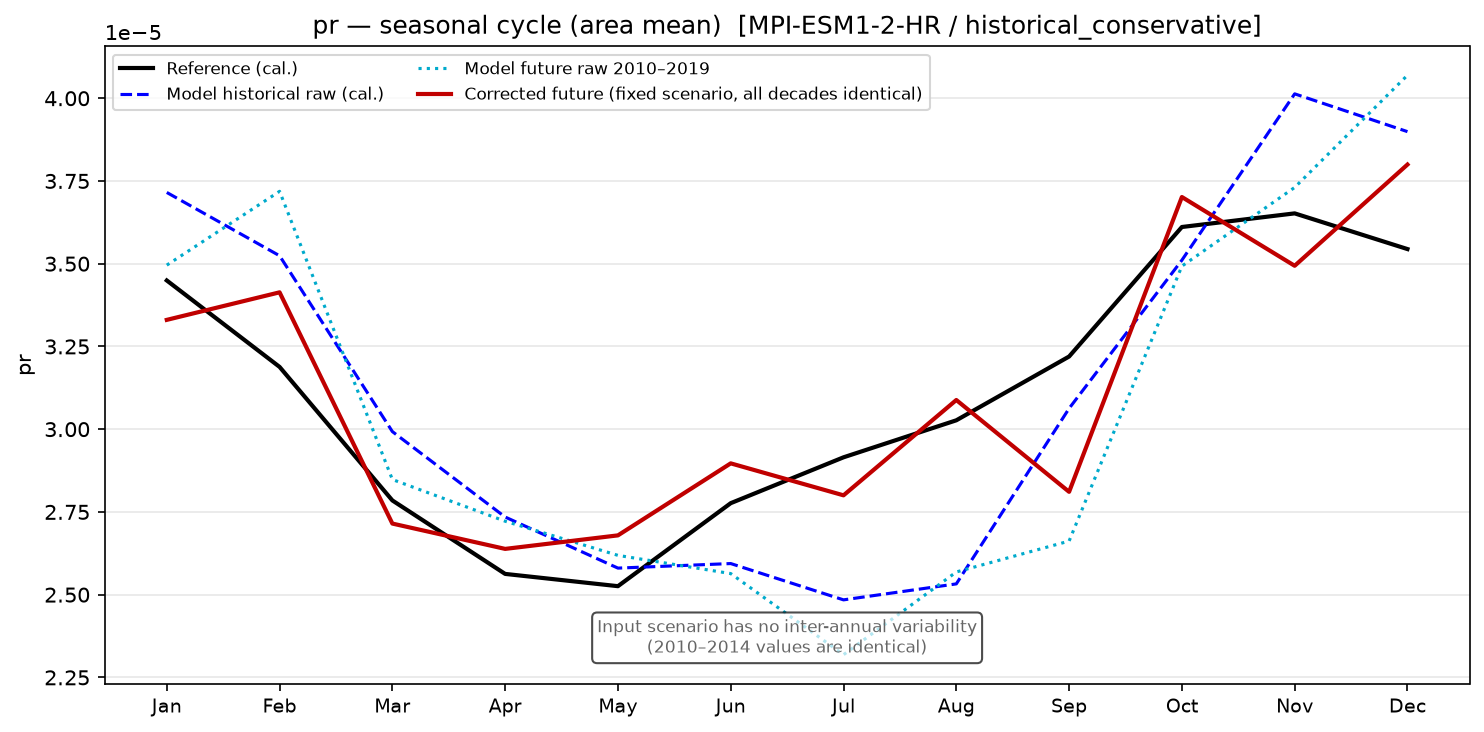 pr — seasonal cycle (area mean)  [MPI-ESM1-2-HR / historical_conservative]
1e−5
Reference (cal.)
Model historical raw (cal.)
Model future raw 2010–2019
Corrected future (fixed scenario, all decades identical)
4.00
3.75
3.50
3.25
3.00
2.75
2.50
2.25
pr
Input scenario has no inter-annual variability
(2010–2014 values are identical)
Jan
Feb
Mar
Apr
May
Jun
Jul
Aug
Sep
Oct
Nov
Dec